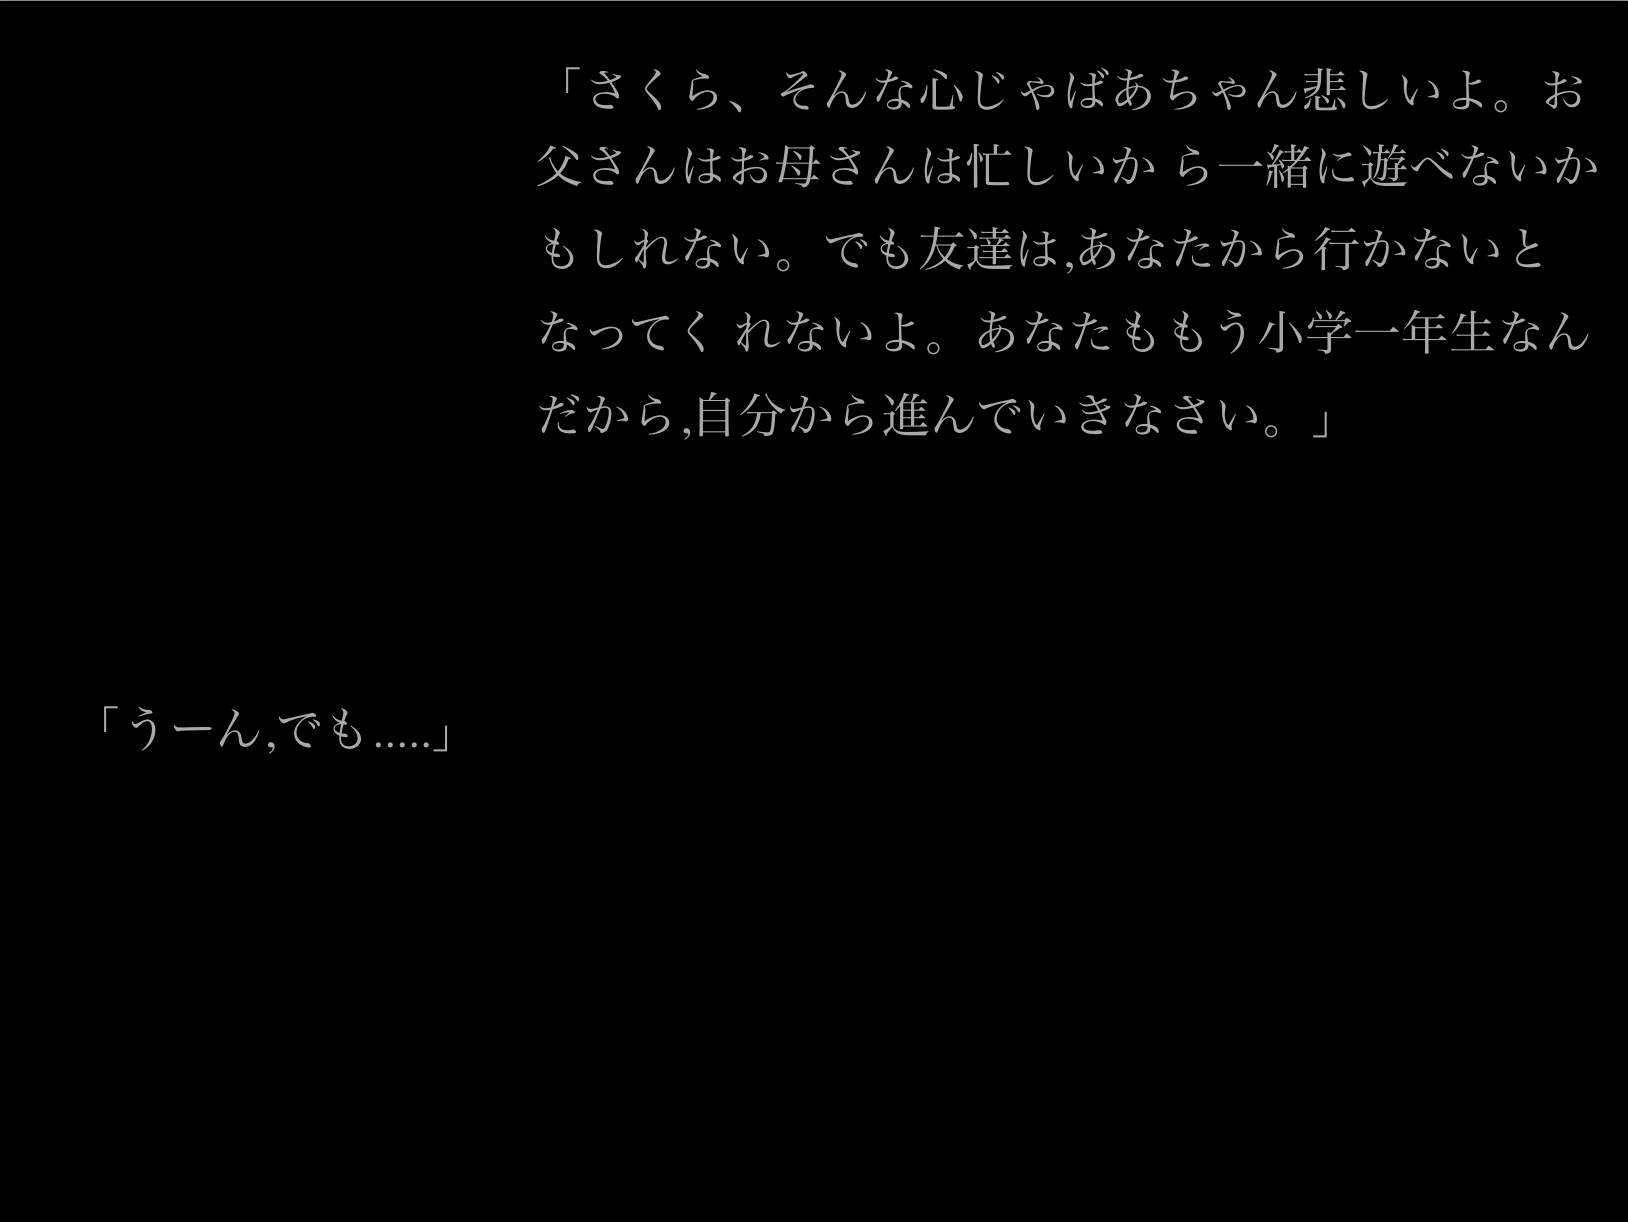 「さくら、そんな心じゃばあちゃん悲しいよ。お
父さんはお母さんは忙しいか ら一緒に遊べないか
もしれない。でも友達は,あなたから行かないと
なってく れないよ。あなたももう小学一年生なん
だから,自分から進んでいきなさい。」
「うーん,でも.....」